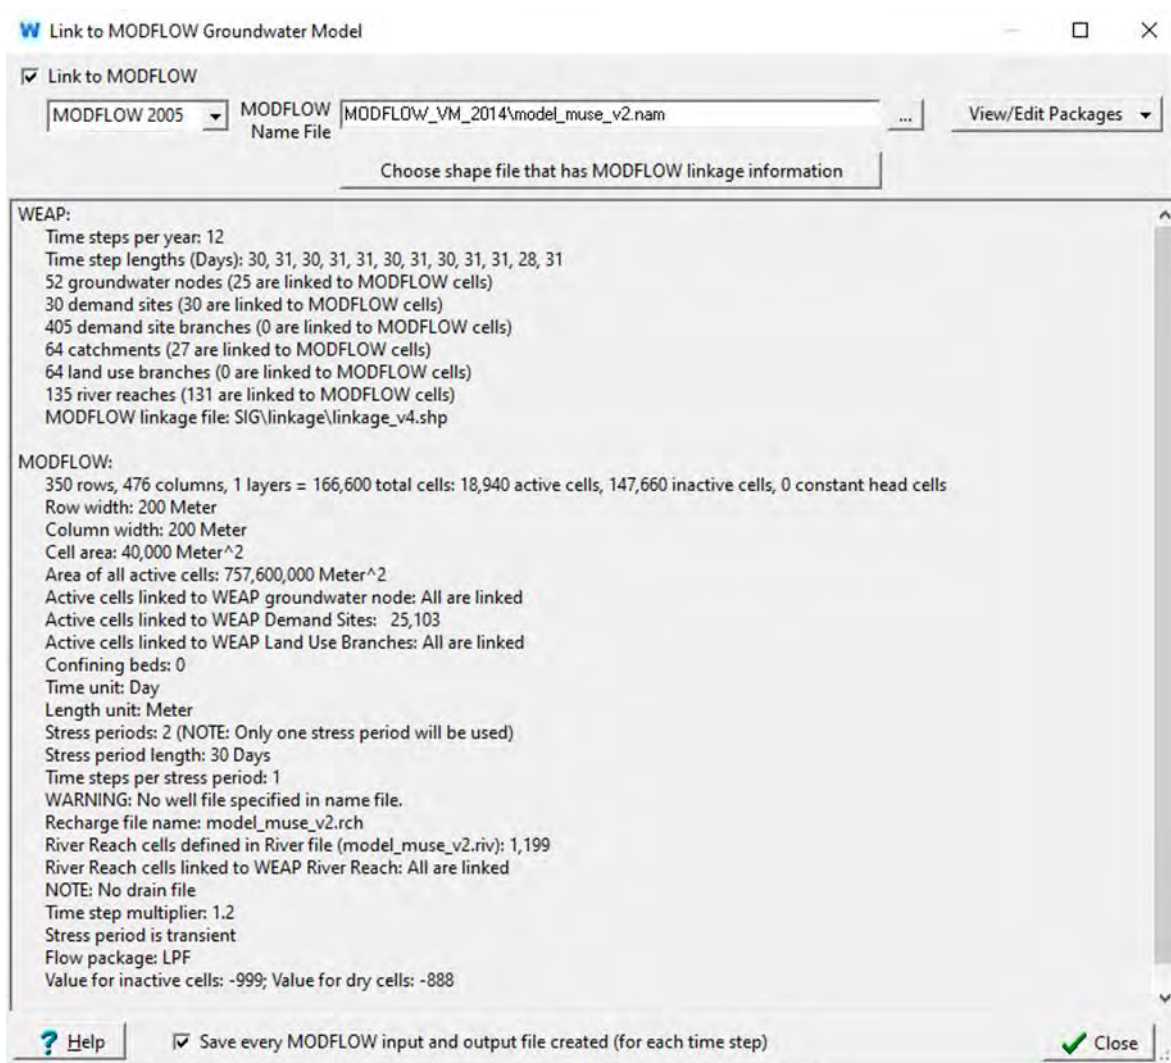 W Link to MODFLOW Groundwater Model
Link to MODFLOW
MODFLOW 2005 MODFLOW Name File MODFLOW_VM_2014\model_muse_v2.nam ... View/Edit Packages
Choose shape file that has MODFLOW linkage information
WEAP:
Time steps per year: 12
Time step lengths (Days): 30, 31, 30, 31, 31, 30, 31, 30, 31, 31, 28, 31
52 groundwater nodes (25 are linked to MODFLOW cells)
30 demand sites (30 are linked to MODFLOW cells)
405 demand site branches (0 are linked to MODFLOW cells)
64 catchments (27 are linked to MODFLOW cells)
64 land use branches (0 are linked to MODFLOW cells)
135 river reaches (131 are linked to MODFLOW cells)
MODFLOW linkage file: SIG\linkage\linkage_v4.shp
MODFLOW:
350 rows, 476 columns, 1 layers = 166,600 total cells: 18,940 active cells, 147,660 inactive cells, 0 constant head cells
Row width: 200 Meter
Column width: 200 Meter
Cell area: 40,000 Meter^2
Area of all active cells: 757,600,000 Meter^2
Active cells linked to WEAP groundwater node: All are linked
Active cells linked to WEAP Demand Sites: 25,103
Active cells linked to WEAP Land Use Branches: All are linked
Confining beds: 0
Time unit: Day
Length unit: Meter
Stress periods: 2 (NOTE: Only one stress period will be used)
Stress period length: 30 Days
Time steps per stress period: 1
WARNING: No well file specified in name file.
Recharge file name: model_muse_v2.rch
River Reach cells defined in River file (model_muse_v2.riv): 1,199
River Reach cells linked to WEAP River Reach: All are linked
NOTE: No drain file
Time step multiplier: 1.2
Stress period is transient
Flow package: LPF
Value for inactive cells: -999; Value for dry cells: -888
? Help Save every MODFLOW input and output file created (for each time step) Close